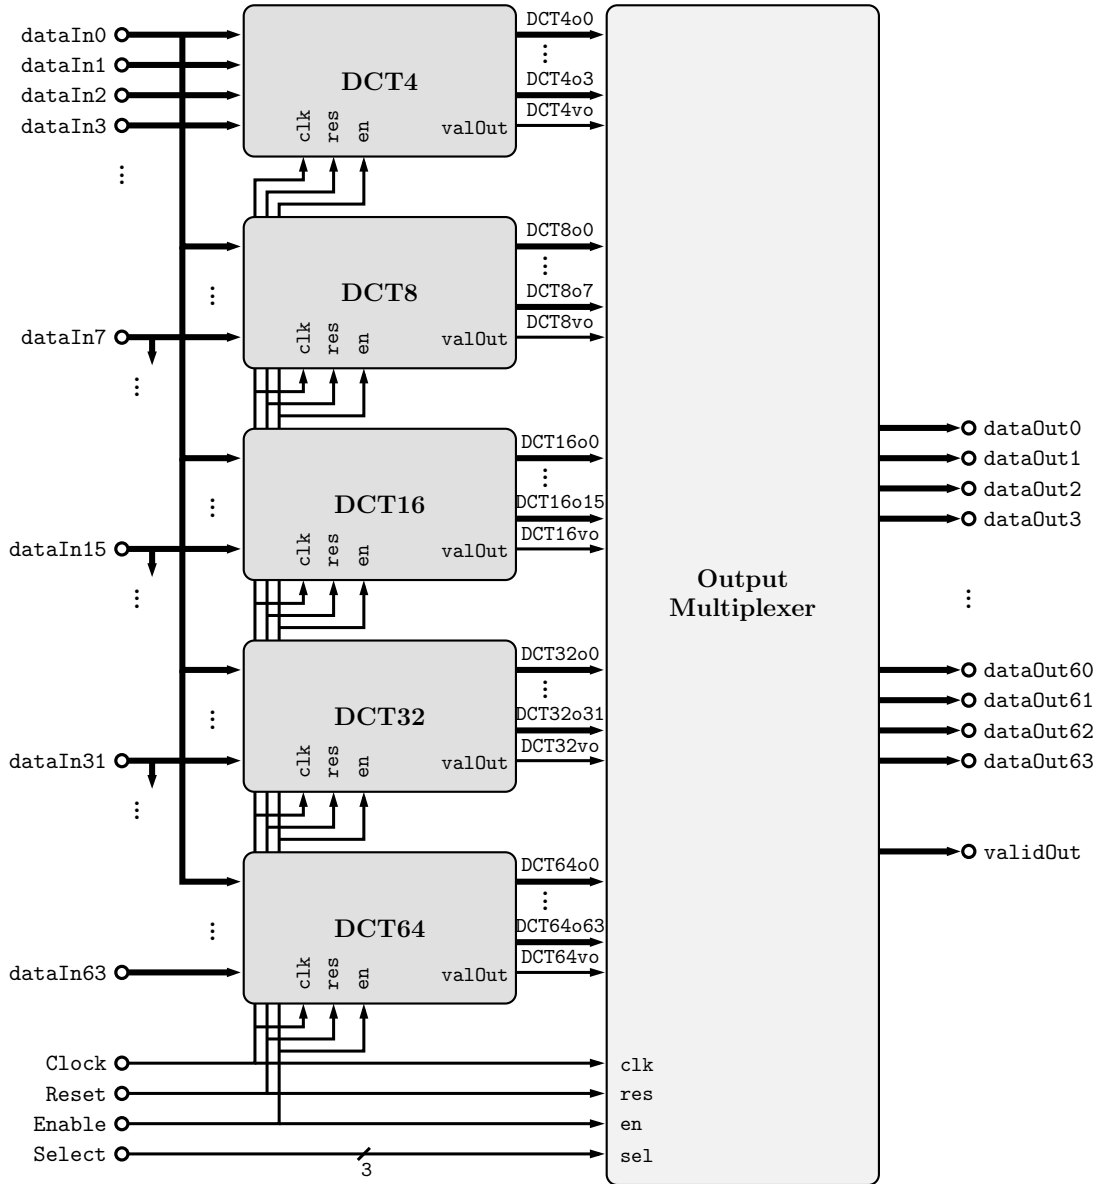 dataIn0
dataIn1
dataIn2
dataIn3
⋮
DCT4
clk
res
en
valOut
DCT4o0
⋮
DCT4o3
DCT4vo
⋮
dataIn7
⋮
DCT8
clk
res
en
valOut
DCT8o0
⋮
DCT8o7
DCT8vo
⋮
dataIn15
⋮
DCT16
clk
res
en
valOut
DCT16o0
⋮
DCT16o15
DCT16vo
⋮
dataIn31
⋮
DCT32
clk
res
en
valOut
DCT32o0
⋮
DCT32o31
DCT32vo
⋮
dataIn63
DCT64
clk
res
en
valOut
DCT64o0
⋮
DCT64o63
DCT64vo
Clock
Reset
Enable
Select
3
clk
res
en
sel
Output
Multiplexer
dataOut0
dataOut1
dataOut2
dataOut3
⋮
dataOut60
dataOut61
dataOut62
dataOut63
validOut